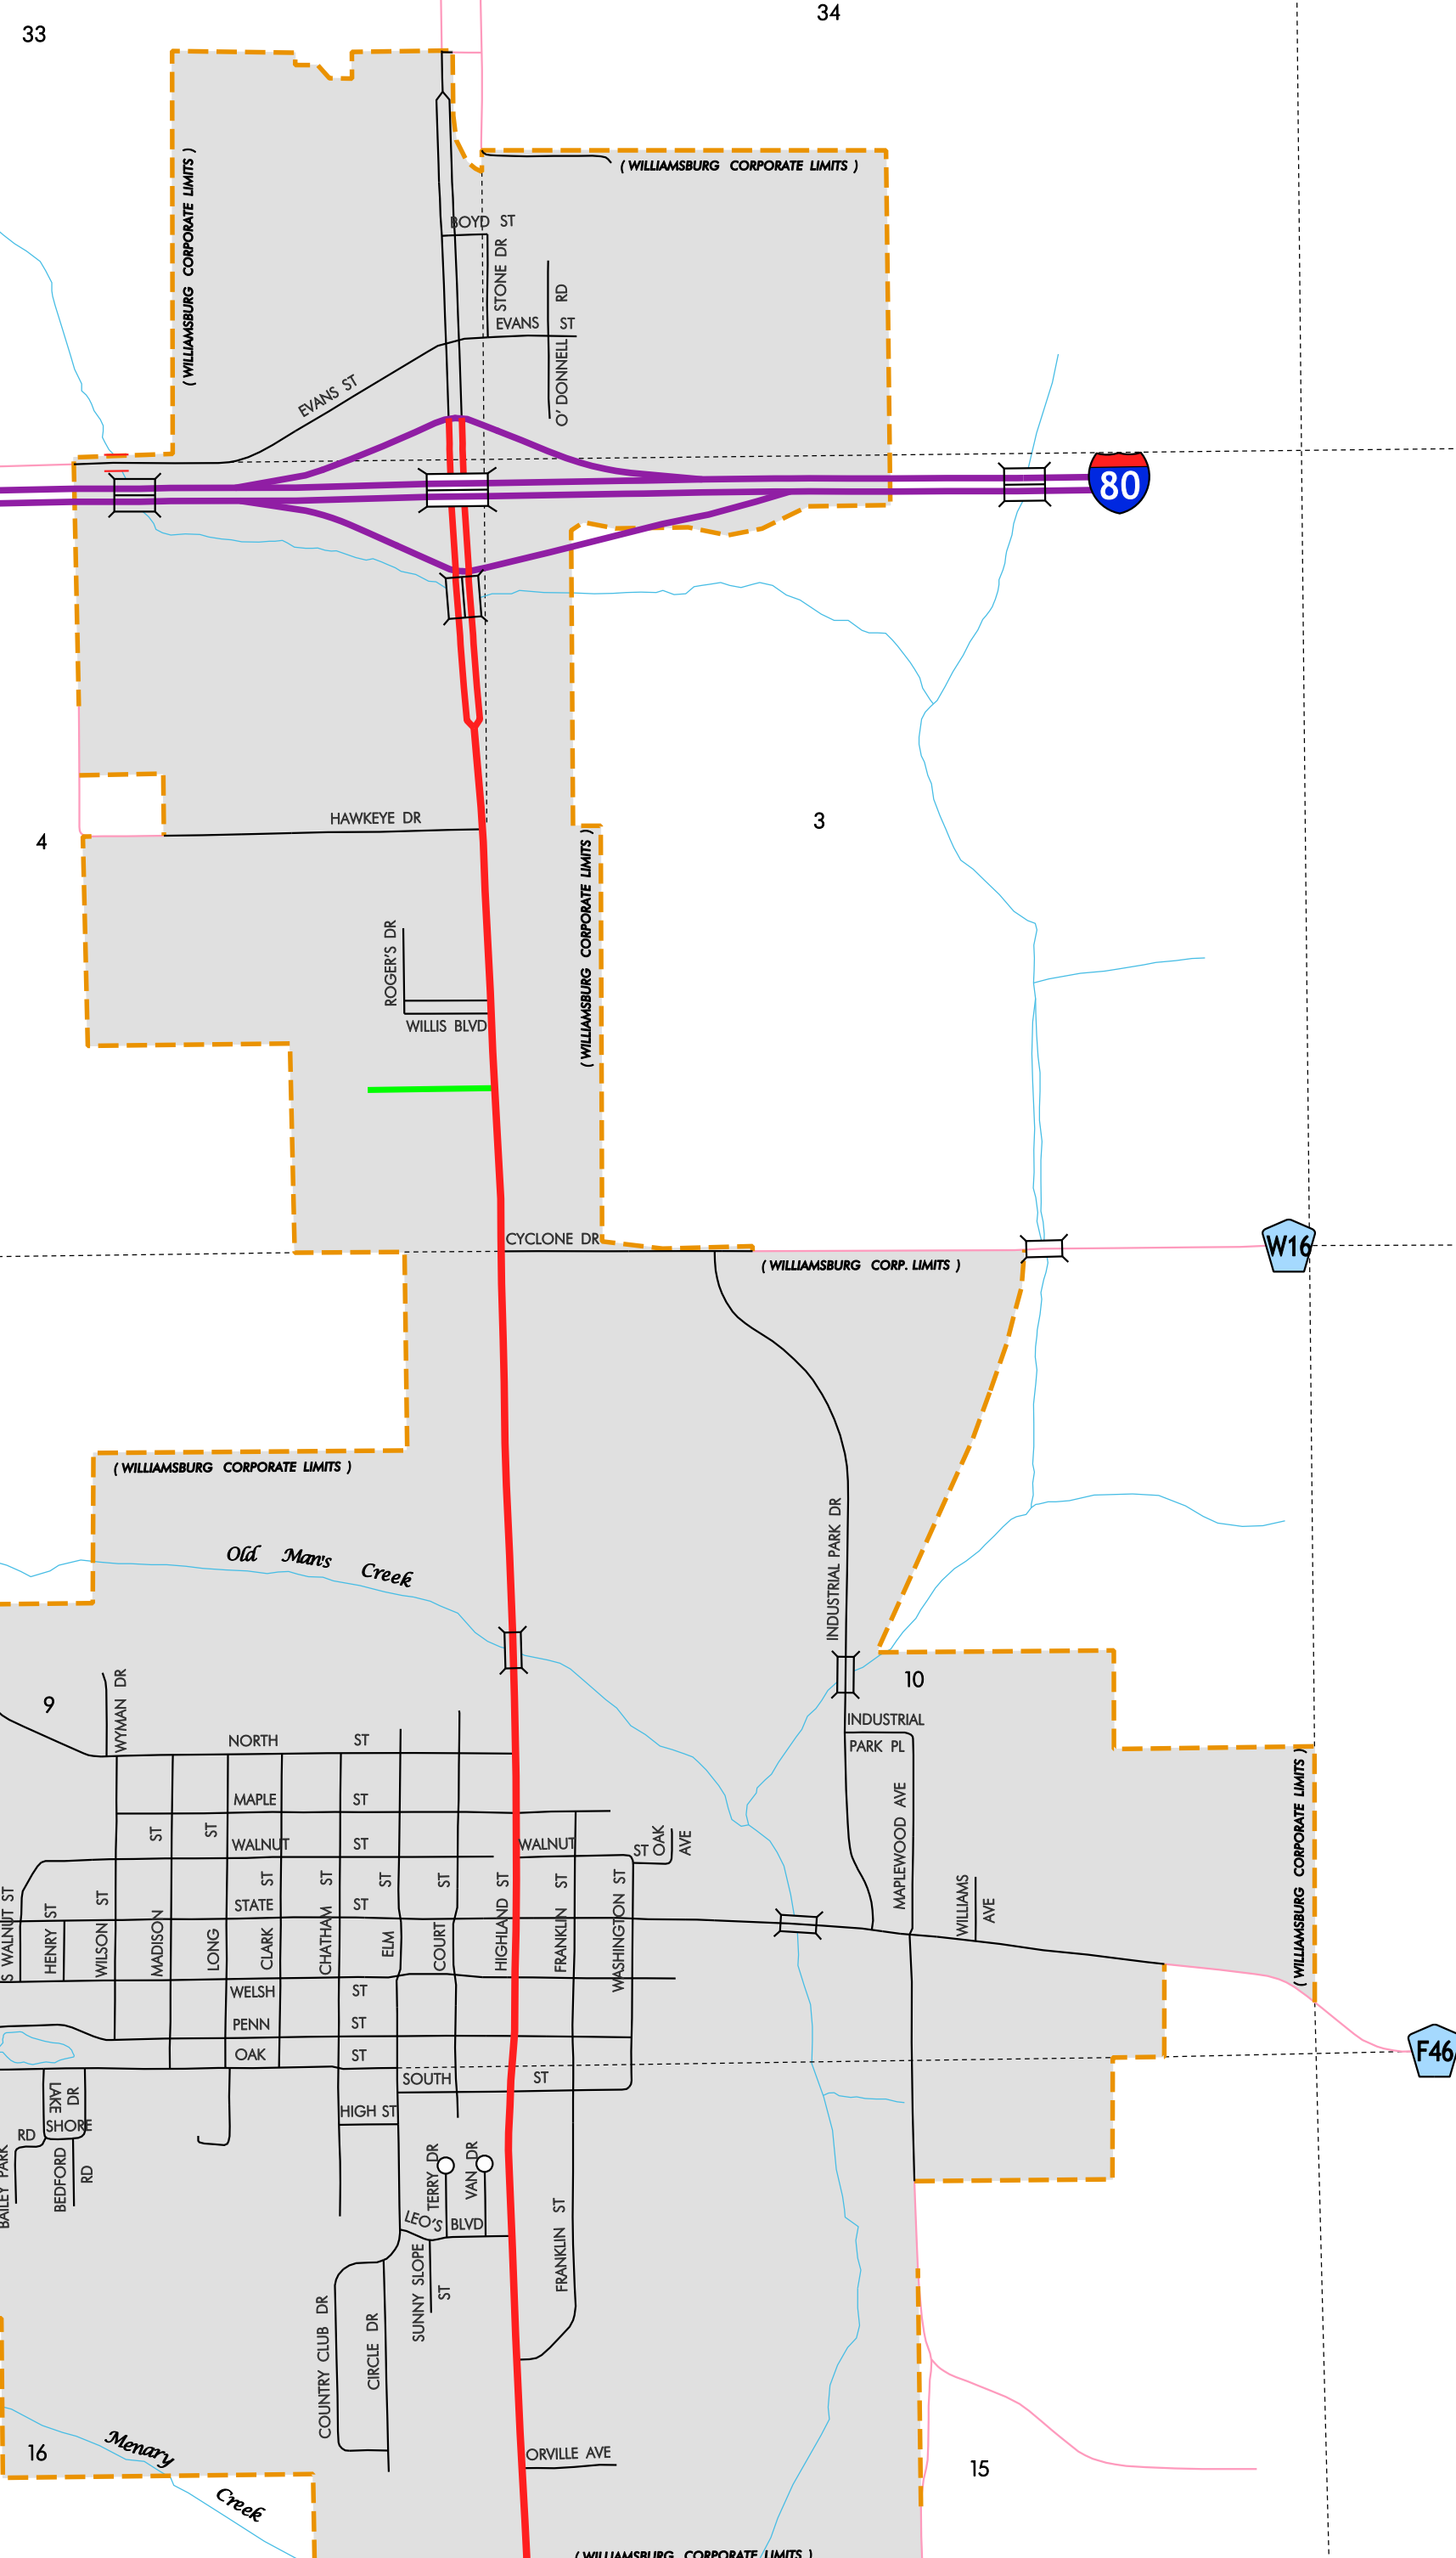 33
34
( WILLIAMSBURG CORPORATE LIMITS )
( WILLIAMSBURG CORPORATE LIMITS )
BOYD ST
STONE DR
O'DONNELL RD
EVANS ST
EVANS ST
80
4
HAWKEYE DR
3
( WILLIAMSBURG CORPORATE LIMITS )
ROGER'S DR
WILLIS BLVD
CYCLONE DR
W16
( WILLIAMSBURG CORP. LIMITS )
( WILLIAMSBURG CORPORATE LIMITS )
Old Man's Creek
INDUSTRIAL PARK DR
10
9
WYMAN DR
INDUSTRIAL
PARK PL
NORTH ST
( WILLIAMSBURG CORPORATE LIMITS )
MAPLE ST
MAPLEWOOD AVE
WALNUT ST
WALNUT ST
OAK
AVE
STATE ST
WILLIAMS
AVE
S WALNUT ST
HENRY ST
WILSON ST
MADISON ST
LONG ST
CLARK ST
CHATHAM ST
ELM ST
COURT ST
HIGHLAND ST
FRANKLIN ST
WASHINGTON ST
WELSH ST
PENN ST
OAK ST
F46
SOUTH ST
LAKE
DR
SHORE
HIGH ST
RD
BAILEY PARK
BEDFORD
RD
TERRY DR
VAN DR
LEO'S BLVD
FRANKLIN ST
SUNNY SLOPE
ST
COUNTRY CLUB DR
CIRCLE DR
Menary Creek
16
ORVILLE AVE
15
( WILLIAMSBURG CORPORATE LIMITS )